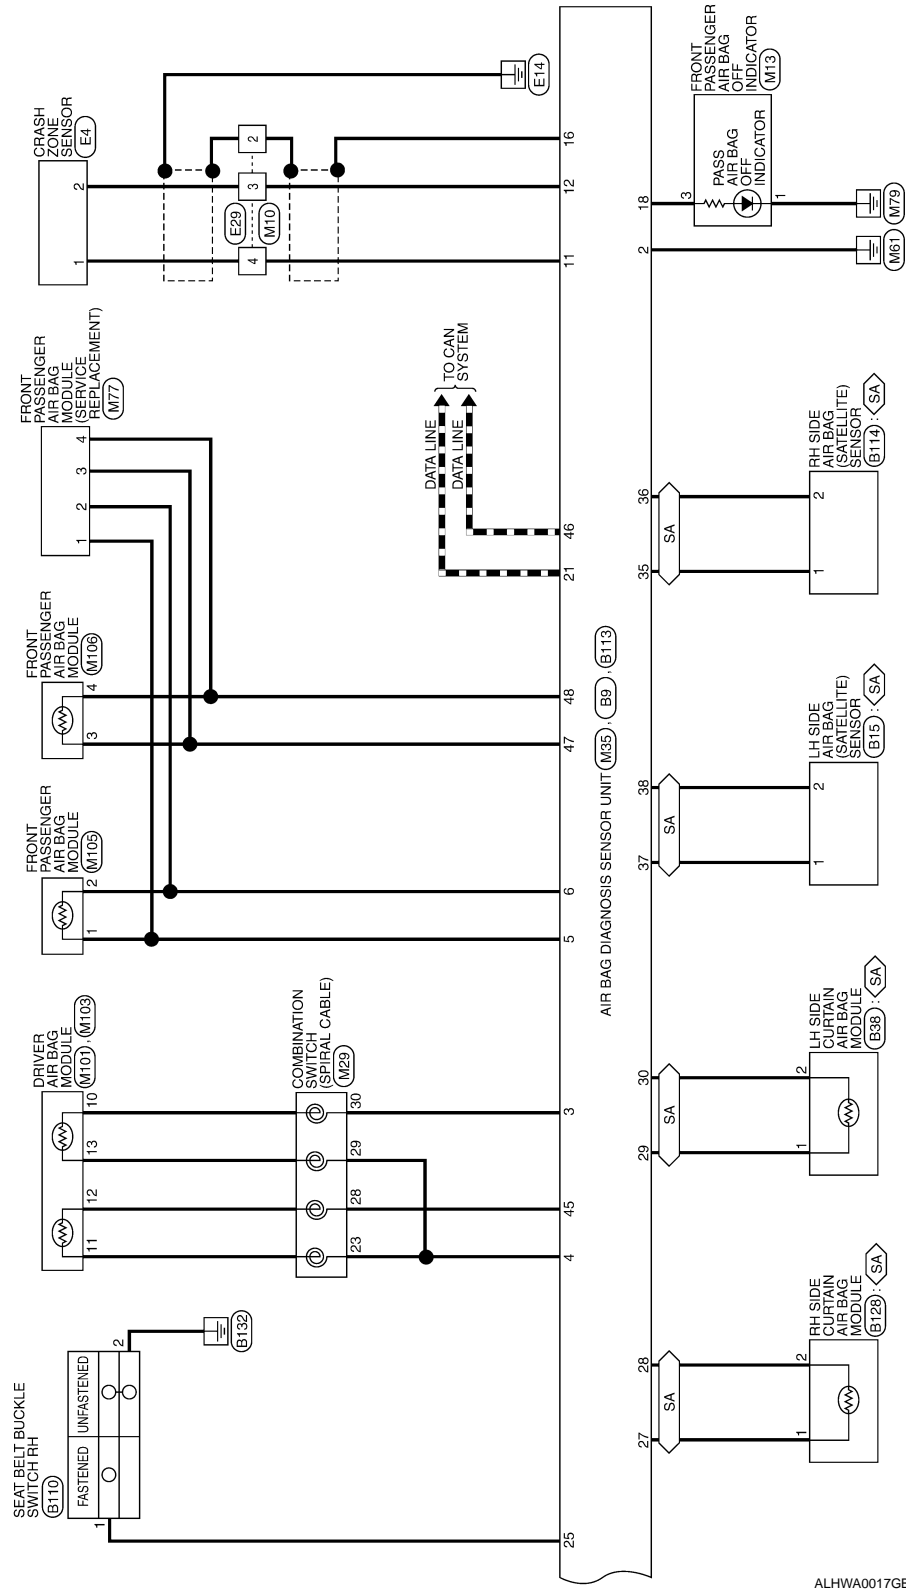 SEAT BELT BUCKLE
SWITCH RH
B110
FASTENED
UNFASTENED
1
2
B132
DRIVER
AIR BAG
MODULE
M101 , M103
11
12
13
10
COMBINATION
SWITCH
(SPIRAL CABLE)
M29
23
28
29
30
FRONT
PASSENGER
AIR BAG
MODULE
M105
1
2
FRONT
PASSENGER
AIR BAG
MODULE
M106
3
4
FRONT
PASSENGER
AIR BAG
MODULE
(SERVICE
REPLACEMENT)
M77
1
2
3
4
CRASH
ZONE
SENSOR
E4
1
2
4
3
2
E29
M10
E14
DATA LINE
DATA LINE
TO CAN
SYSTEM
25
4
45
3
5
6
47
48
21
46
11
12
16
AIR BAG DIAGNOSIS SENSOR UNIT M35 , B9 , B113
27
28
29
30
37
38
35
36
2
18
SA
SA
SA
SA
1
2
RH SIDE
CURTAIN
AIR BAG
MODULE
B128 : SA
1
2
LH SIDE
CURTAIN
AIR BAG
MODULE
B38 : SA
1
2
LH SIDE
AIR BAG
(SATELLITE)
SENSOR
B15 : SA
1
2
RH SIDE
AIR BAG
(SATELLITE)
SENSOR
B114 : SA
M61
M79
3
1
PASS
AIR BAG
OFF
INDICATOR
FRONT
PASSENGER
AIR BAG
OFF
INDICATOR
M13
ALHWA0017GE